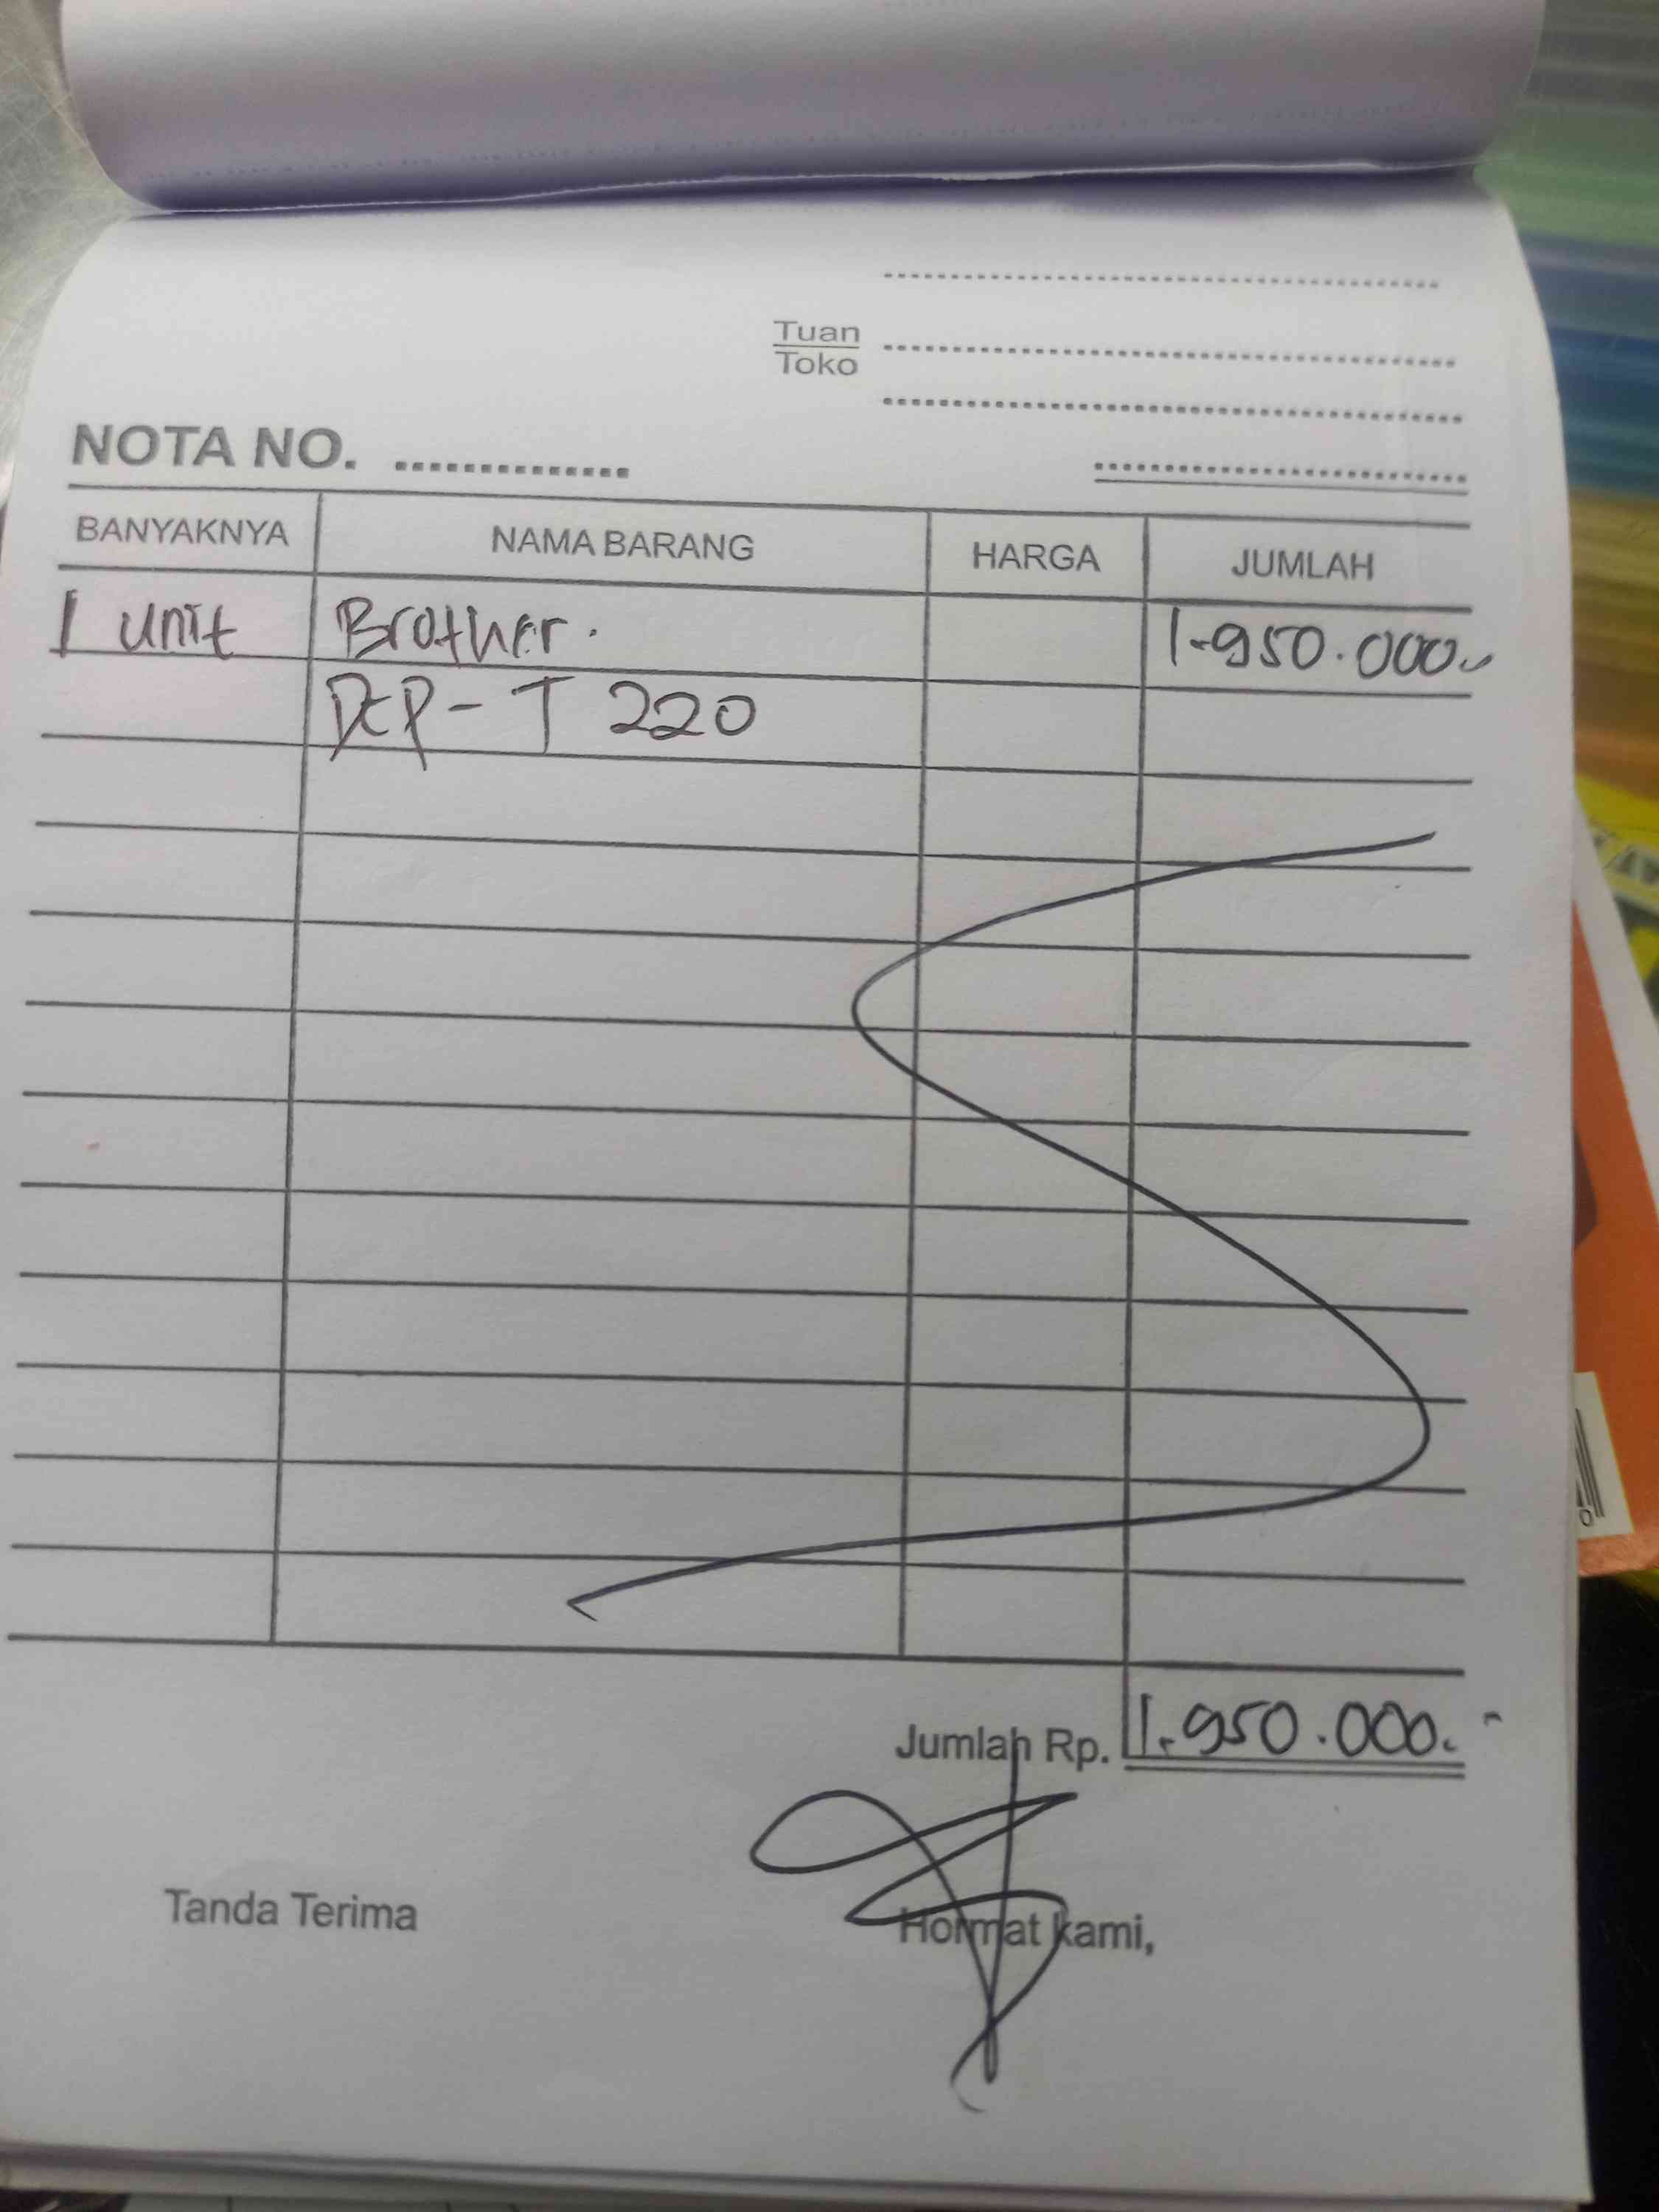 Tuan
Toko
NOTA NO.
BANYAKNYA NAMA BARANG HARGA JUMLAH
1 unit Brother. 1.950.000.-
DCP-T 220
Jumlah Rp. 1.950.000.-
Tanda Terima Hormat kami,